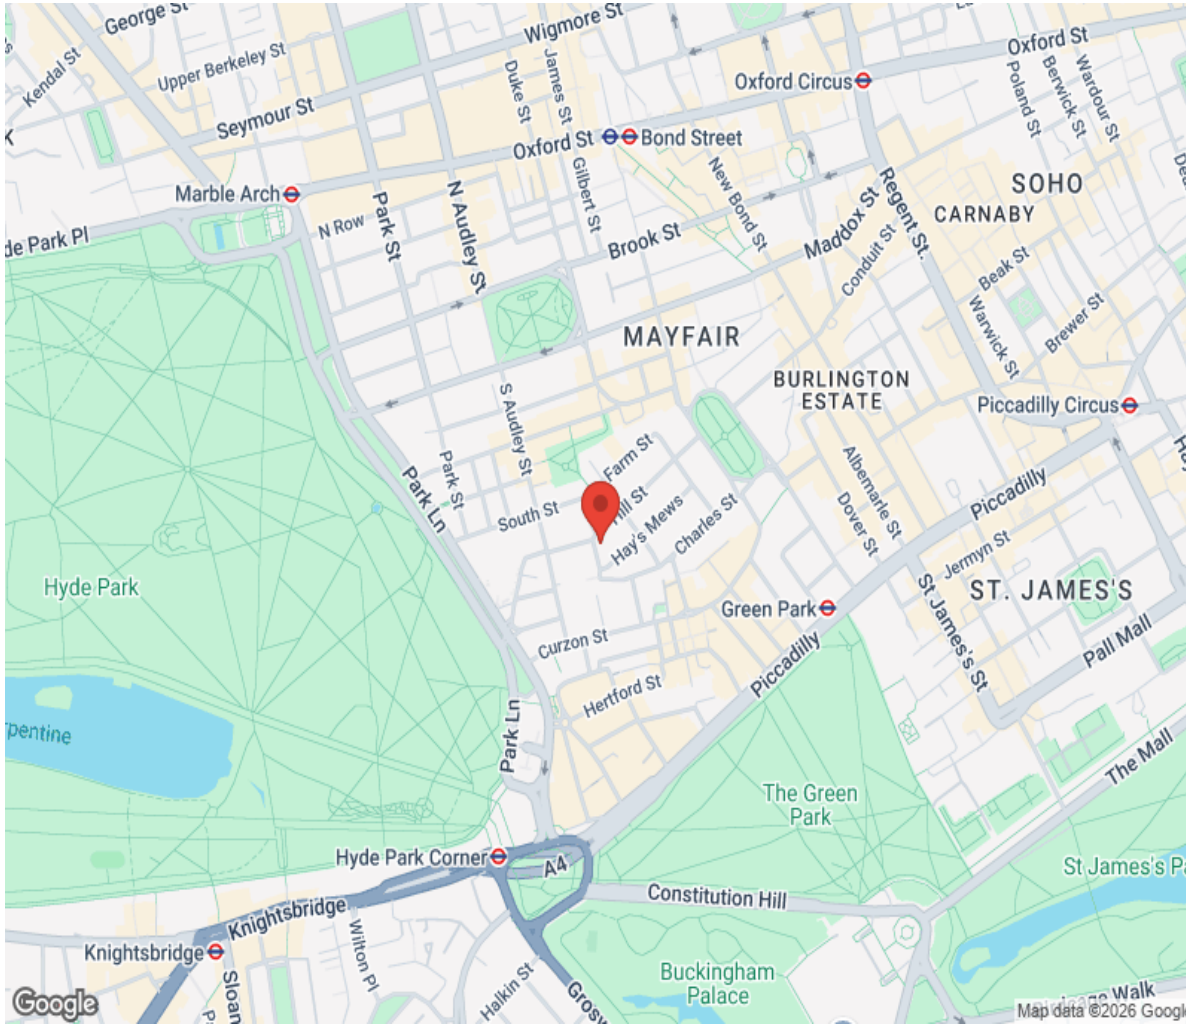 George St
Wigmore St
Oxford St
Kendal St
Upper Berkeley St
Duke St
James St
Poland St
Berwick St
Wardour St
Oxford Circus
Seymour St
Oxford St
Bond Street
K
Marble Arch
Gilbert St
New Bond St
Regent St.
SOHO
CARNABY
Park St
N Audley St
N Row
Maddox St
de Park Pl
Brook St
Conduit St
Beak St
Warwick St
Brewer St
MAYFAIR
BURLINGTON
ESTATE
Piccadilly Circus
S Audley St
Park St
Farm St
Albemarle St
Park Ln
South St
Hay's Mews
Charles St
Dover St
Piccadilly
Jermyn St
Hyde Park
ST. JAMES'S
Green Park
St James's St
Pall Mall
Curzon St
Piccadilly
Hertford St
Park Ln
rpentine
The Mall
The Green
Park
Hyde Park Corner
A4
St James's Pa
Constitution Hill
Knightsbridge
Wilton Pl
Knightsbridge
Sloan
Halkin St
Grosv
Buckingham
Palace
Walk
Google
Map data ©2026 Google